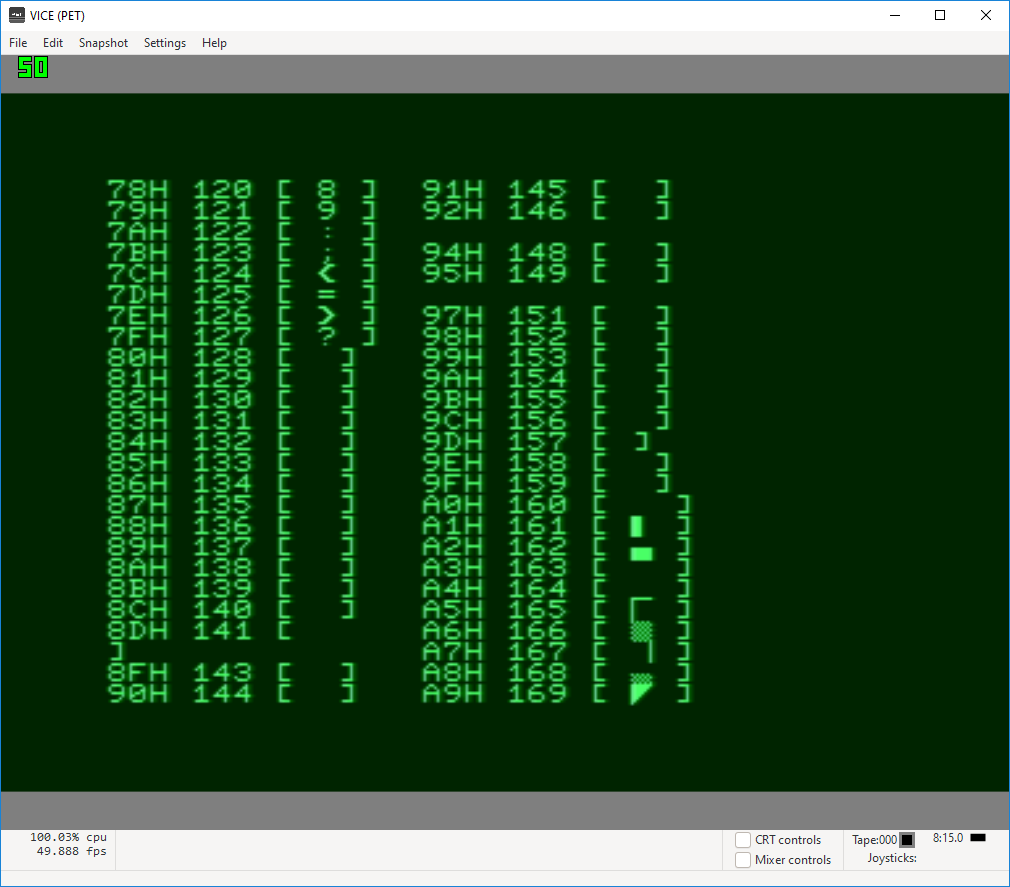 VICE (PET)
File Edit Snapshot Settings Help
50
78H 120 [ 8 ] 91H 145 [ ]
79H 121 [ 9 ] 92H 146 [ ]
7AH 122 [ : ]
7BH 123 [ ; ] 94H 148 [ ]
7CH 124 [ < ] 95H 149 [ ]
7DH 125 [ = ]
7EH 126 [ > ] 97H 151 [ ]
7FH 127 [ ? ] 98H 152 [ ]
80H 128 [ ] 99H 153 [ ]
81H 129 [ ] 9AH 154 [ ]
82H 130 [ ] 9BH 155 [ ]
83H 131 [ ] 9CH 156 [ ]
84H 132 [ ] 9DH 157 [ ]
85H 133 [ ] 9EH 158 [ ]
86H 134 [ ] 9FH 159 [ ]
87H 135 [ ] A0H 160 [ ]
88H 136 [ ] A1H 161 [ ▌ ]
89H 137 [ ] A2H 162 [ ▄ ]
8AH 138 [ ] A3H 163 [ ]
8BH 139 [ ] A4H 164 [ ]
8CH 140 [ ] A5H 165 [ ]
8DH 141 [ A6H 166 [ ▒ ]
] A7H 167 [ ]
8FH 143 [ ] A8H 168 [ ]
90H 144 [ ] A9H 169 [ ◤ ]
100.03% cpu
49.888 fps
CRT controls
Mixer controls
Tape:000
Joysticks:
8:15.0